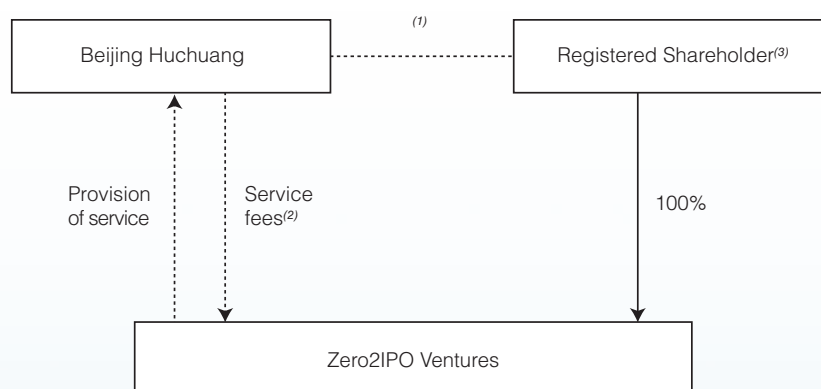 (1)
Beijing Huchuang
Registered Shareholder(3)
Provision
of service
Service
fees(2)
100%
Zero2IPO Ventures